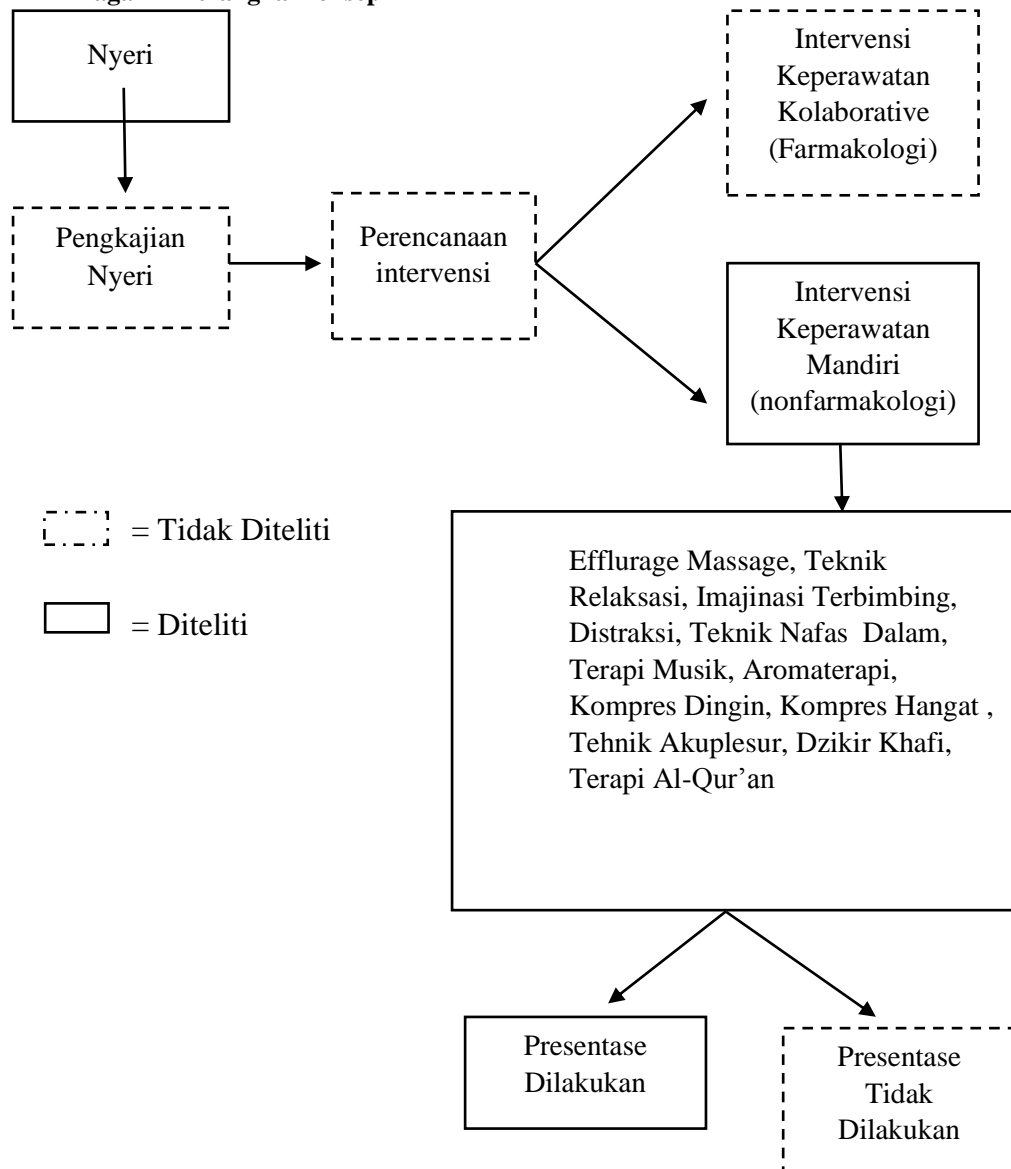 Nyeri
Intervensi
Keperawatan
Kolaborative
(Farmakologi)
Pengkajian
Nyeri
Perencanaan
intervensi
Intervensi
Keperawatan
Mandiri
(nonfarmakologi)
= Tidak Diteliti
= Diteliti
Efflurage Massage, Teknik
Relaksasi, Imajinasi Terbimbing,
Distraksi, Teknik Nafas Dalam,
Terapi Musik, Aromaterapi,
Kompres Dingin, Kompres Hangat ,
Tehnik Akuplesur, Dzikir Khafi,
Terapi Al-Qur’an
Presentase
Dilakukan
Presentase
Tidak
Dilakukan